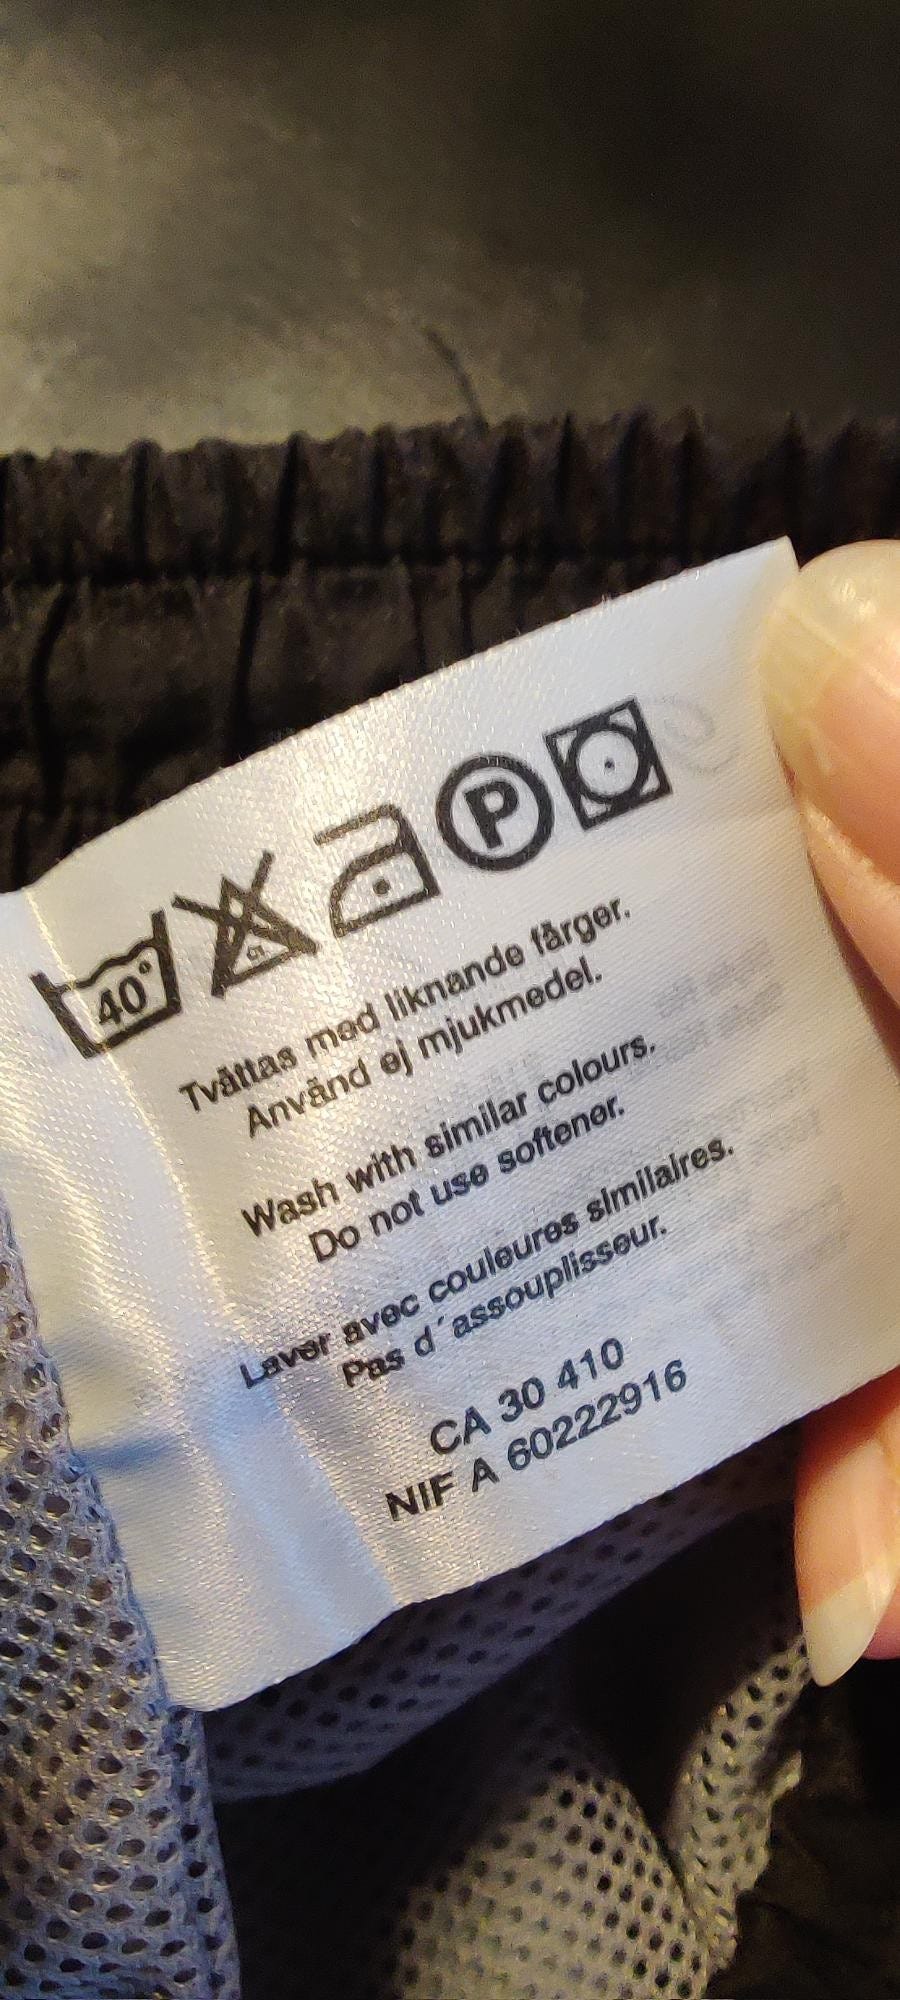 40°
P
Tvättas med liknande färger.
Använd ej mjukmedel.
Wash with similar colours.
Do not use softener.
Laver avec couleures similaires.
Pas d´assouplisseur.
CA 30 410
NIF A 60222916